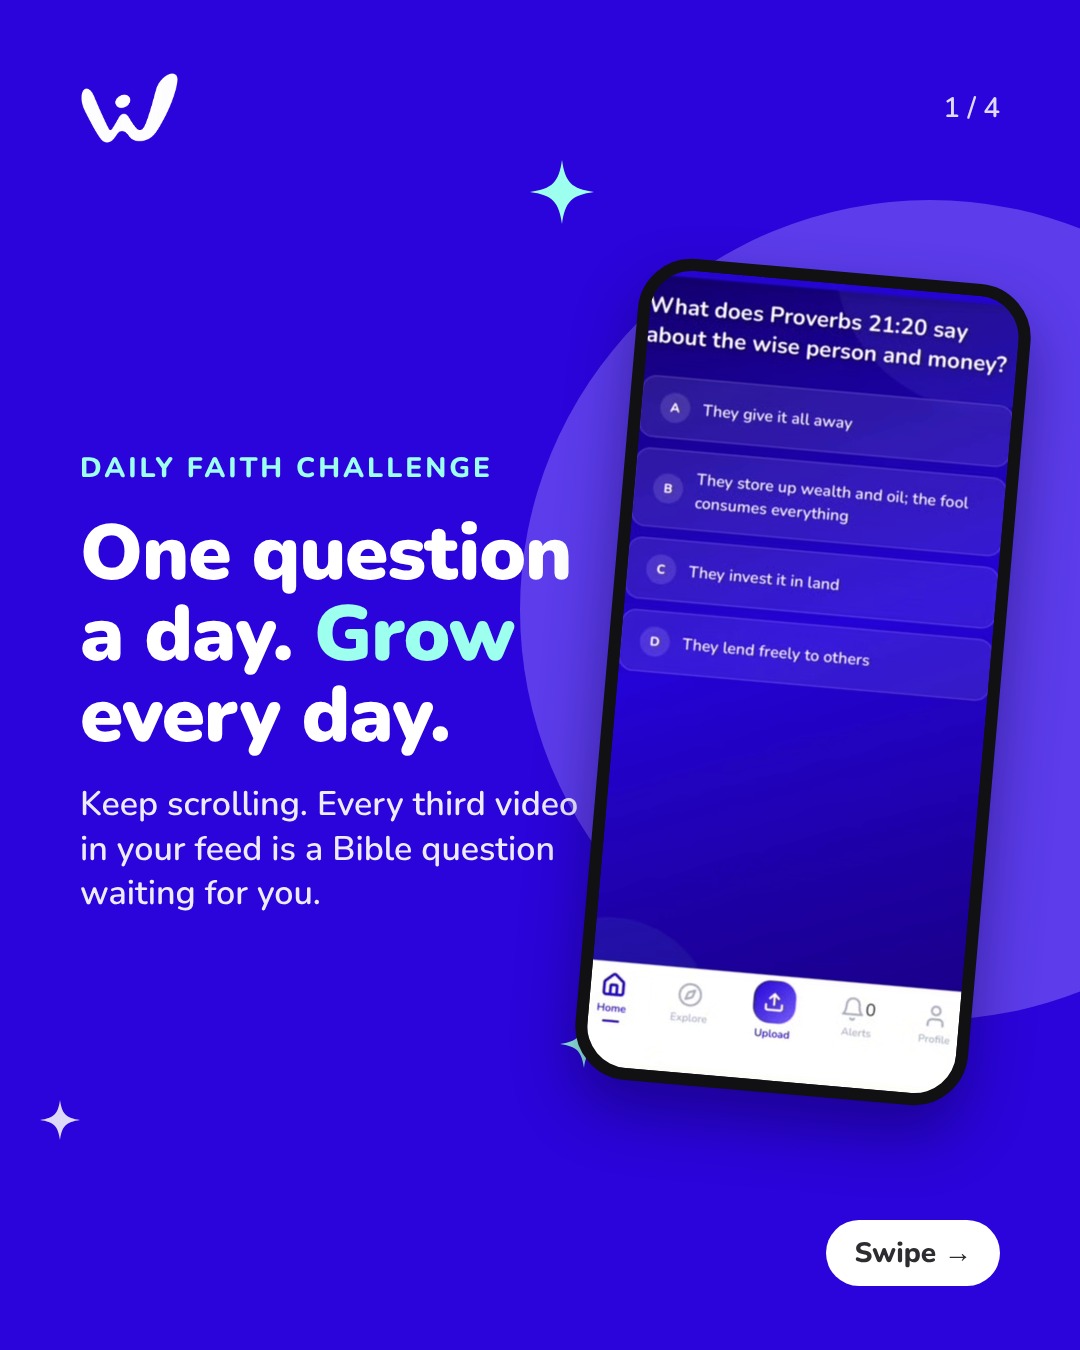 1 / 4
DAILY FAITH CHALLENGE
One question
a day. Grow
every day.
Keep scrolling. Every third video
in your feed is a Bible question
waiting for you.
What does Proverbs 21:20 say
about the wise person and money?
A They give it all away
B They store up wealth and oil; the fool
consumes everything
C They invest it in land
D They lend freely to others
Home Explore Upload 0 Alerts Profile
Swipe →